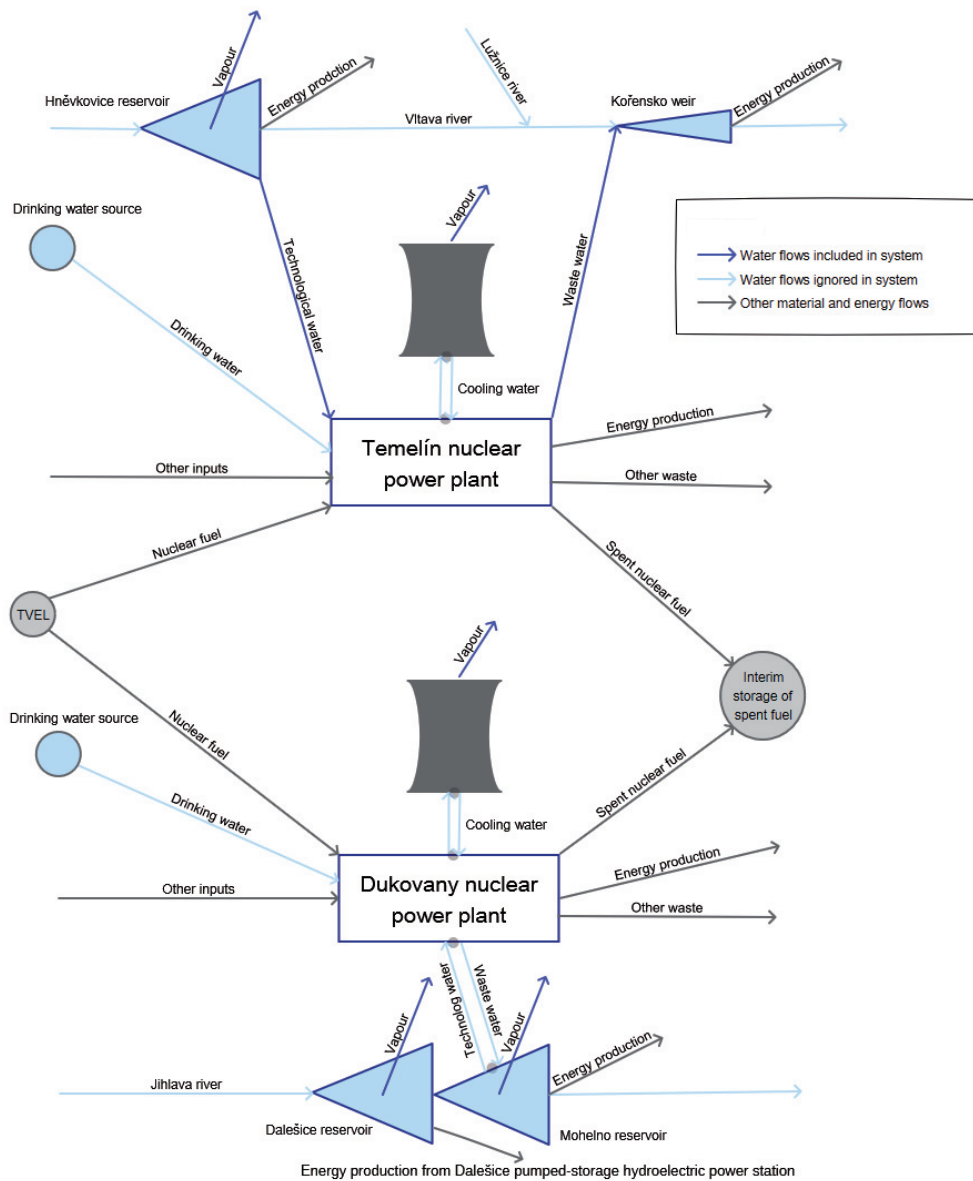 Vapour
Energy prodction
Hněvkovice reservoir
Lužnice river
Kořensko weir
Energy production
Vltava river
Drinking water source
Vapour
Technological water
Waste water
Water flows included in system
Water flows ignored in system
Other material and energy flows
Drinking water
Cooling water
Energy production
Temelín nuclear
power plant
Other inputs
Other waste
Nuclear fuel
Spent nuclear fuel
TVEL
Vapour
Interim
storage of
spent fuel
Drinking water source
Nuclear fuel
Spent nuclear fuel
Drinking water
Cooling water
Energy production
Dukovany nuclear
power plant
Other inputs
Other waste
Technolog water
Waste water
Vapour
Vapour
Energy production
Jihlava river
Dalešice reservoir
Mohelno reservoir
Energy production from Dalešice pumped-storage hydroelectric power station